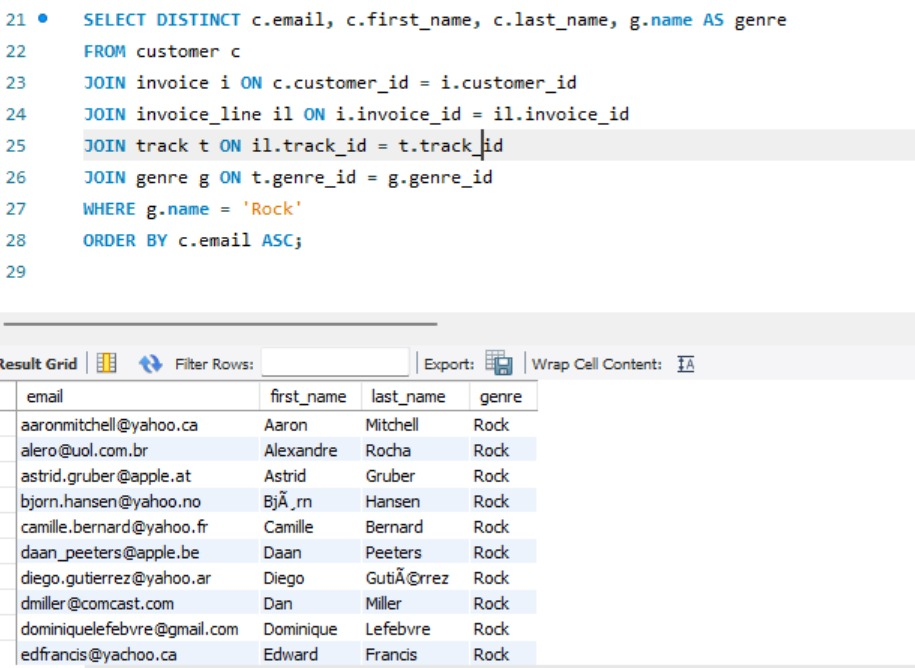 21 SELECT DISTINCT c.email, c.first_name, c.last_name, g.name AS genre
22 FROM customer c
23 JOIN invoice i ON c.customer_id = i.customer_id
24 JOIN invoice_line il ON i.invoice_id = il.invoice_id
25 JOIN track t ON il.track_id = t.track_id
26 JOIN genre g ON t.genre_id = g.genre_id
27 WHERE g.name = 'Rock'
28 ORDER BY c.email ASC;
29
Result Grid Filter Rows: Export: Wrap Cell Content: IA
email first_name last_name genre
aaronmitchell@yahoo.ca Aaron Mitchell Rock
alero@uol.com.br Alexandre Rocha Rock
astrid.gruber@apple.at Astrid Gruber Rock
bjorn.hansen@yahoo.no BjÃ¸rn Hansen Rock
camille.bernard@yahoo.fr Camille Bernard Rock
daan_peeters@apple.be Daan Peeters Rock
diego.gutierrez@yahoo.ar Diego GutiÃ©rrez Rock
dmiller@comcast.com Dan Miller Rock
dominiquelefebvre@gmail.com Dominique Lefebvre Rock
edfrancis@yachoo.ca Edward Francis Rock